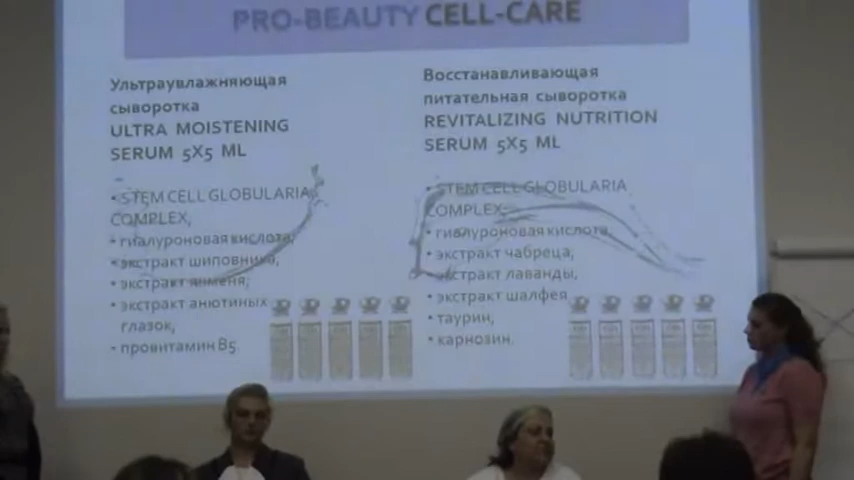 PRO-BEAUTY CELL-CARE
Ультраувлажняющая
сыворотка
ULTRA MOISTENING
SERUM 5X5 ML
• STEM CELL GLOBULARIA
COMPLEX,
• гиалуроновая кислота,
• экстракт шиповника,
• экстракт ячменя,
• экстракт анютиных
глазок,
• провитамин B5
Восстанавливающая
питательная сыворотка
REVITALIZING NUTRITION
SERUM 5X5 ML
• STEM CELL GLOBULARIA
COMPLEX,
• гиалуроновая кислота,
• экстракт чабреца,
• экстракт лаванды,
• экстракт шалфея
• таурин,
• карнозин.